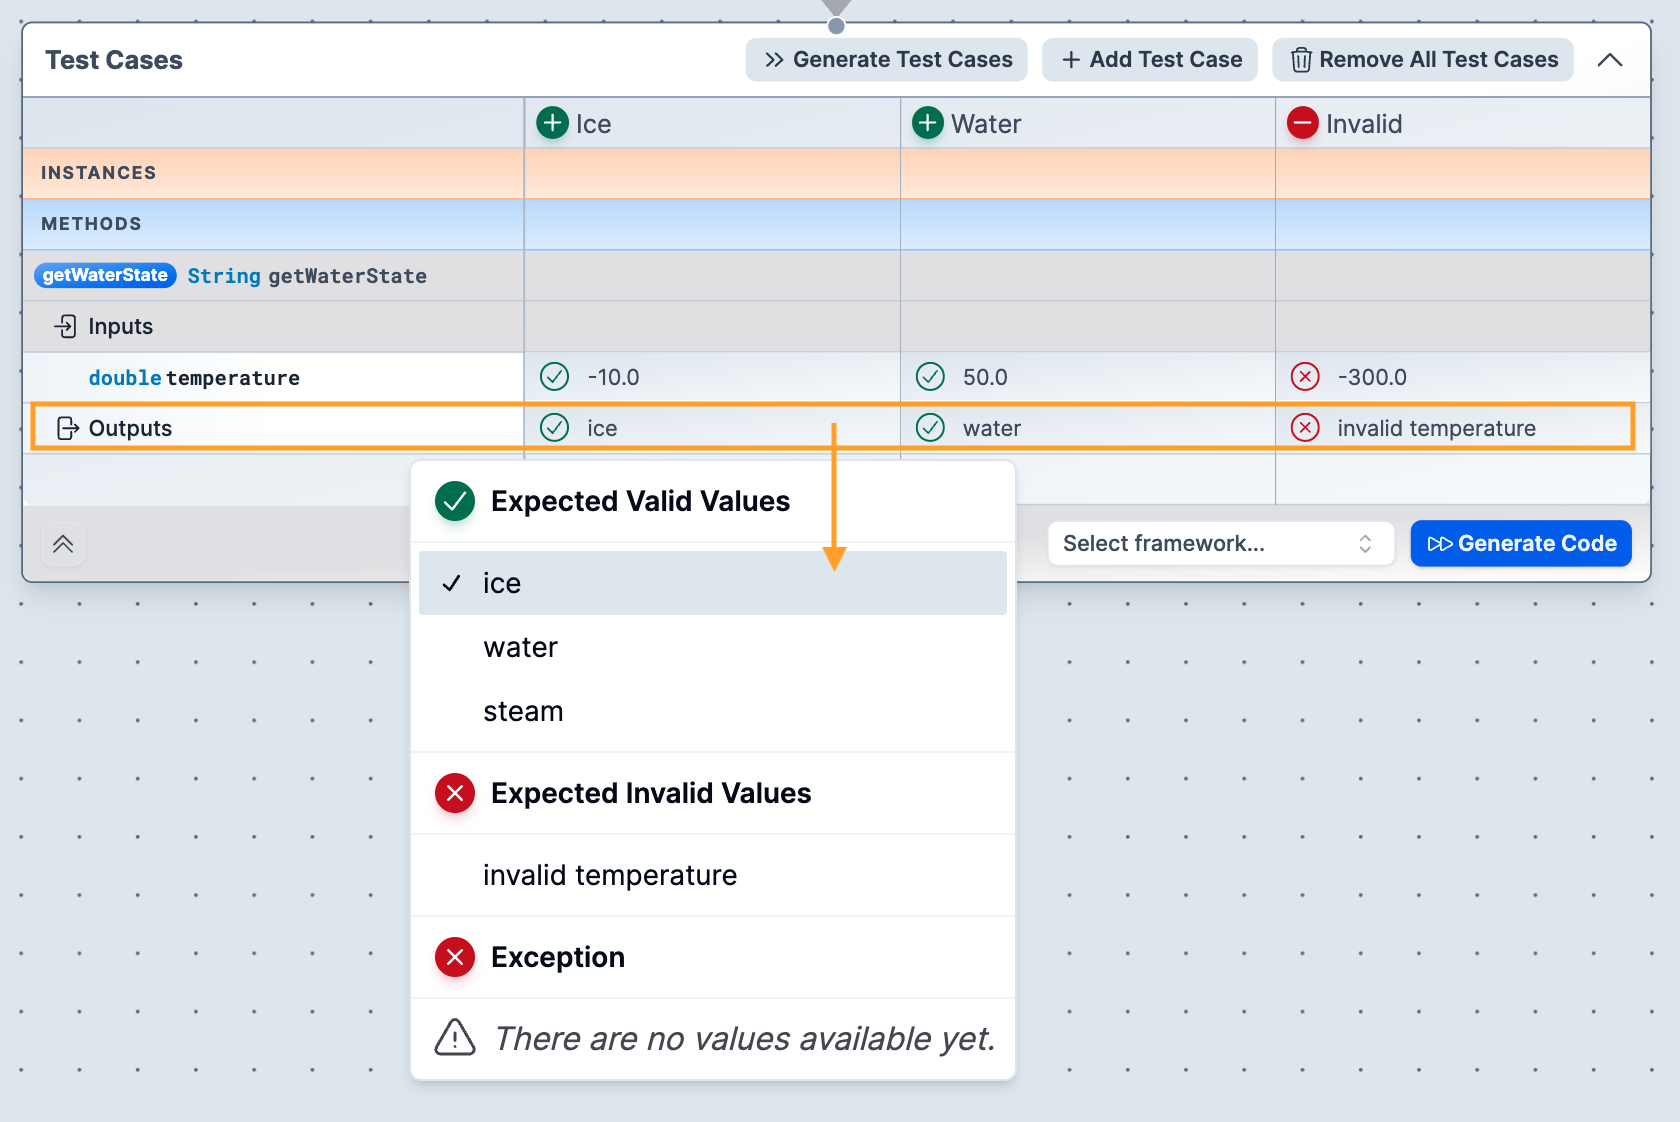 Test Cases
Generate Test Cases
Add Test Case
Remove All Test Cases
Ice
Water
Invalid
INSTANCES
METHODS
getWaterState String getWaterState
Inputs
double temperature -10.0 50.0 -300.0
Outputs ice water invalid temperature
Expected Valid Values
ice
water
steam
Expected Invalid Values
invalid temperature
Exception
There are no values available yet.
Select framework...
Generate Code